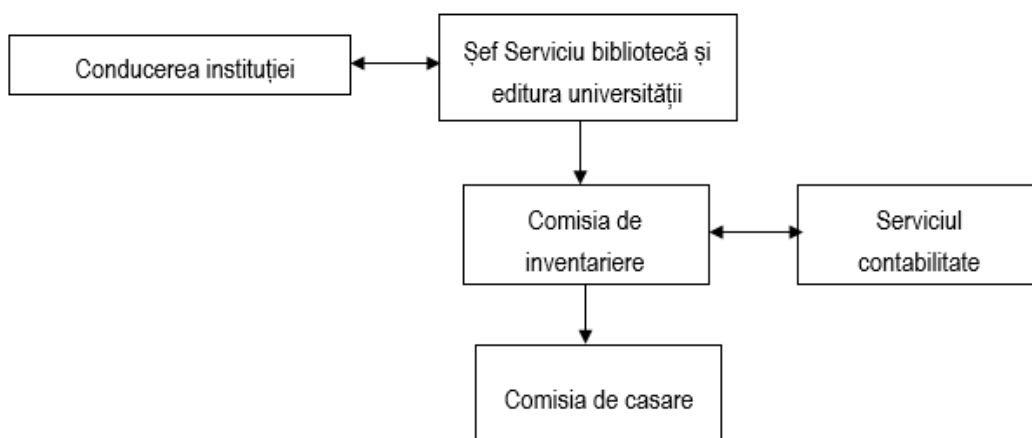 Conducerea instituției
Șef Serviciu bibliotecă și
editura universității
Comisia de
inventariere
Serviciul
contabilitate
Comisia de casare